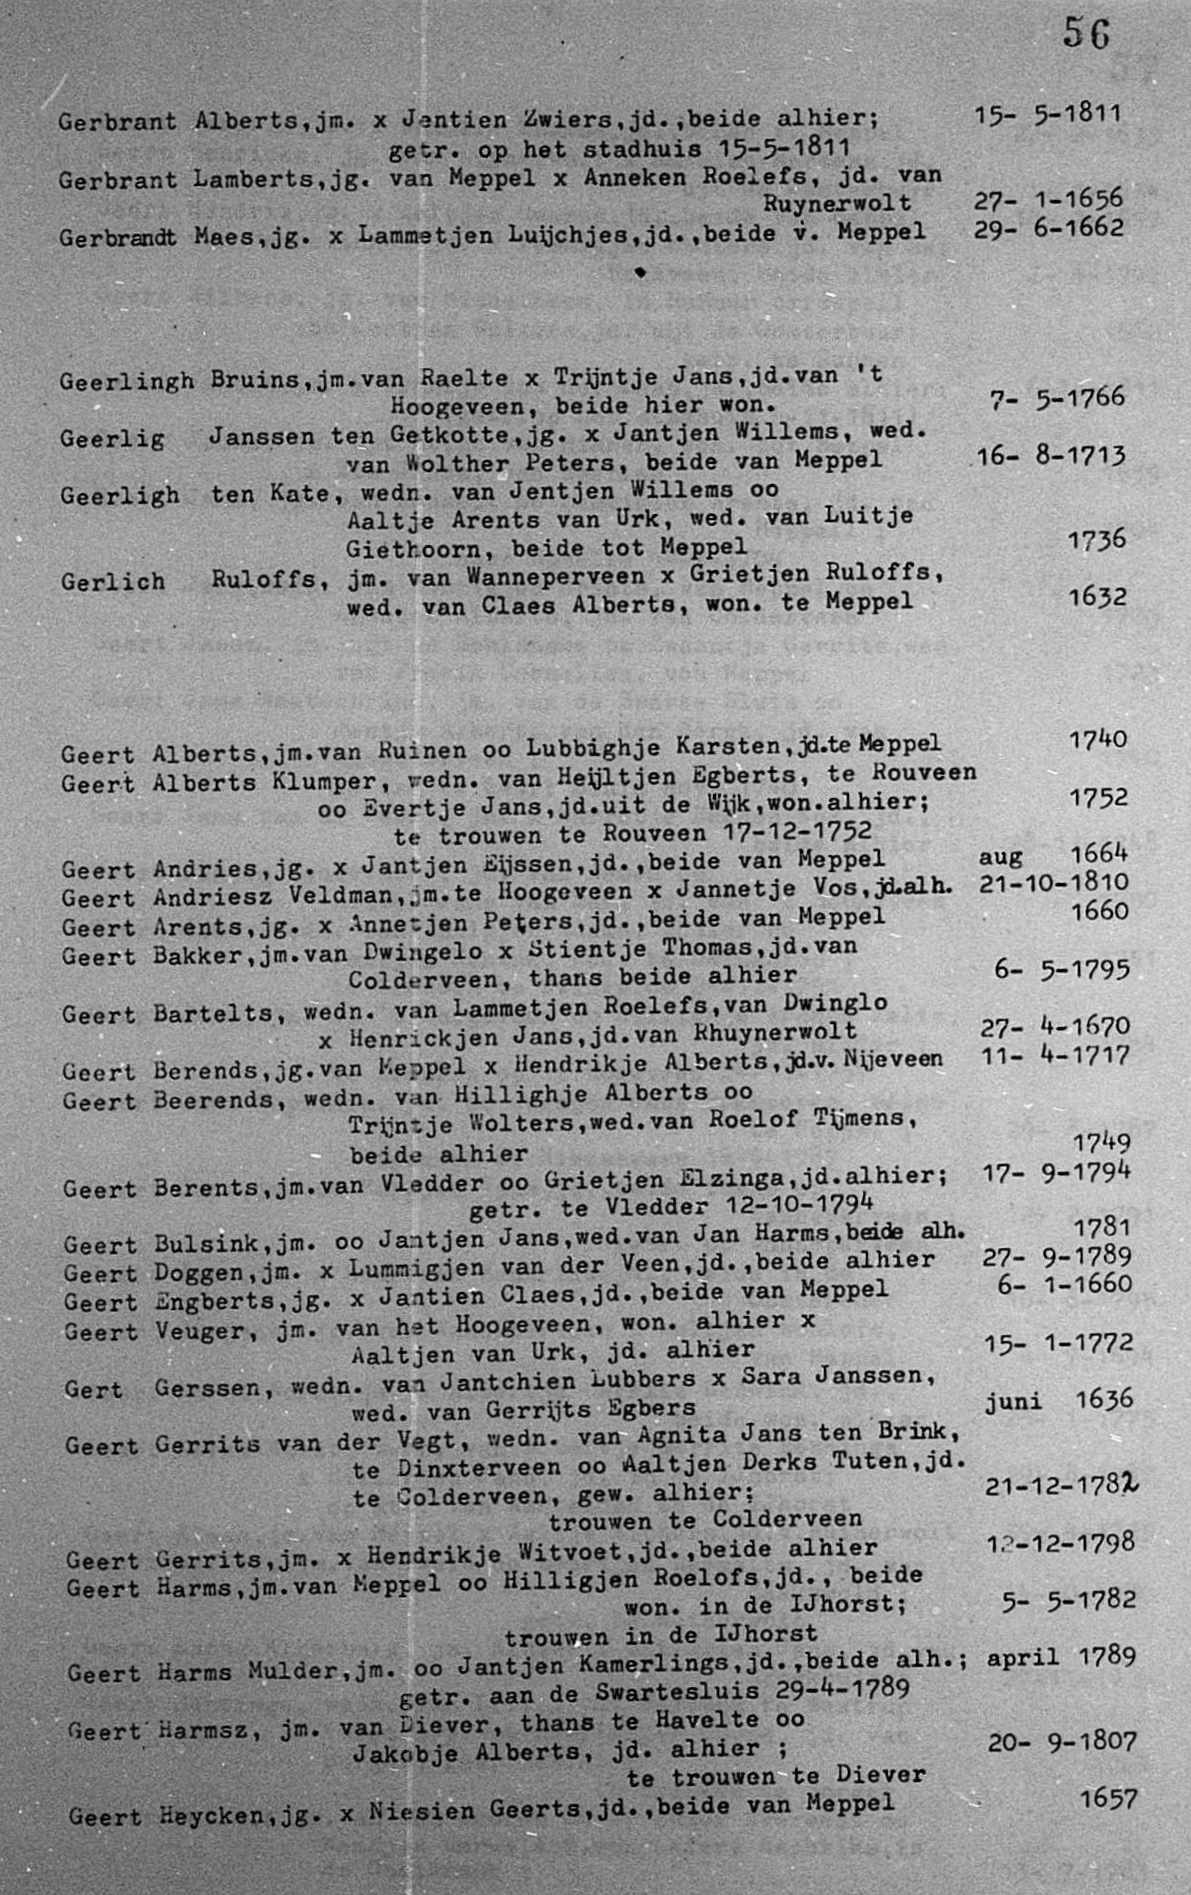 56
Gerbrant Alberts,jm. x Jantien Zwiers,jd.,beide alhier; 15- 5-1811
getr. op het stadhuis 15-5-1811
Gerbrant Lamberts,jg. van Meppel x Anneken Roelefs, jd. van
Ruynerwolt 27- 1-1656
Gerbrandt Maes,jg. x Lammetjen Luijchjes,jd.,beide v. Meppel 29- 6-1662
Geerlingh Bruins,jm.van Raelte x Trijntje Jans,jd.van 't
Hoogeveen, beide hier won. 7- 5-1766
Geerlig Janssen ten Getkotte,jg. x Jantjen Willems, wed.
van Wolther Peters, beide van Meppel 16- 8-1713
Geerligh ten Kate, wedn. van Jentjen Willems oo
Aaltje Arents van Urk, wed. van Luitje
Giethoorn, beide tot Meppel 1736
Gerlich Ruloffs, jm. van Wanneperveen x Grietjen Ruloffs,
wed. van Claes Alberts, won. te Meppel 1632
Geert Alberts,jm.van Ruinen oo Lubbighje Karsten,jd.te Meppel 1740
Geert Alberts Klumper, wedn. van Heijltjen Egberts, te Rouveen
oo Evertje Jans,jd.uit de Wijk,won.alhier; 1752
te trouwen te Rouveen 17-12-1752
Geert Andries,jg. x Jantjen Eijssen,jd.,beide van Meppel aug 1664
Geert Andriesz Veldman,jm.te Hoogeveen x Jannetje Vos,jd.alh. 21-10-1810
Geert Arents,jg. x Annetjen Peters,jd.,beide van Meppel 1660
Geert Bakker,jm.van Dwingelo x Stientje Thomas,jd.van
Colderveen, thans beide alhier 6- 5-1795
Geert Bartelts, wedn. van Lammetjen Roelefs,van Dwinglo
x Henrickjen Jans,jd.van Rhuynerwolt 27- 4-1670
Geert Berends,jg.van Meppel x Hendrikje Alberts,jd.v. Nijeveen 11- 4-1717
Geert Beerends, wedn. van Hillighje Alberts oo
Trijntje Wolters,wed.van Roelof Tijmens,
beide alhier 1749
Geert Berents,jm.van Vledder oo Grietjen Elzinga,jd.alhier; 17- 9-1794
getr. te Vledder 12-10-1794
Geert Bulsink,jm. oo Jantjen Jans,wed.van Jan Harms,beide alh. 1781
Geert Doggen,jm. x Lummigjen van der Veen,jd.,beide alhier 27- 9-1789
Geert Engberts,jg. x Jantien Claes,jd.,beide van Meppel 6- 1-1660
Geert Veuger, jm. van het Hoogeveen, won. alhier x
Aaltjen van Urk, jd. alhier 15- 1-1772
Gert Gerssen, wedn. van Jantchien Lubbers x Sara Janssen,
wed. van Gerrijts Egbers juni 1636
Geert Gerrits van der Vegt, wedn. van Agnita Jans ten Brink,
te Dinxterveen oo Aaltjen Derks Tuten,jd.
te Colderveen, gew. alhier; 21-12-1782
trouwen te Colderveen
Geert Gerrits,jm. x Hendrikje Witvoet,jd.,beide alhier 12-12-1798
Geert Harms,jm.van Meppel oo Hilligjen Roelofs,jd., beide
won. in de IJhorst; 5- 5-1782
trouwen in de IJhorst
Geert Harms Mulder,jm. oo Jantjen Kamerlings,jd.,beide alh.; april 1789
getr. aan de Swartesluis 29-4-1789
Geert Harmsz, jm. van Diever, thans te Havelte oo
Jakobje Alberts, jd. alhier ; 20- 9-1807
te trouwen te Diever
Geert Heycken,jg. x Niesien Geerts,jd.,beide van Meppel 1657